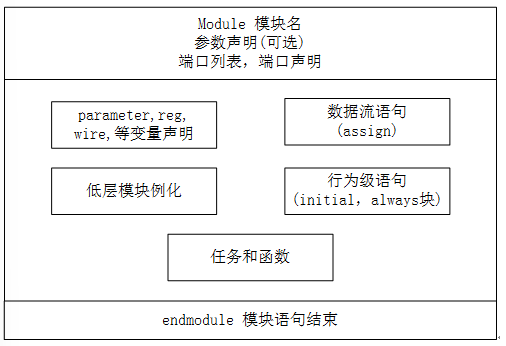 Module 模块名
参数声明(可选)
端口列表，端口声明
parameter,reg,
wire,等变量声明
数据流语句
(assign)
低层模块例化
行为级语句
(initial，always块)
任务和函数
endmodule 模块语句结束